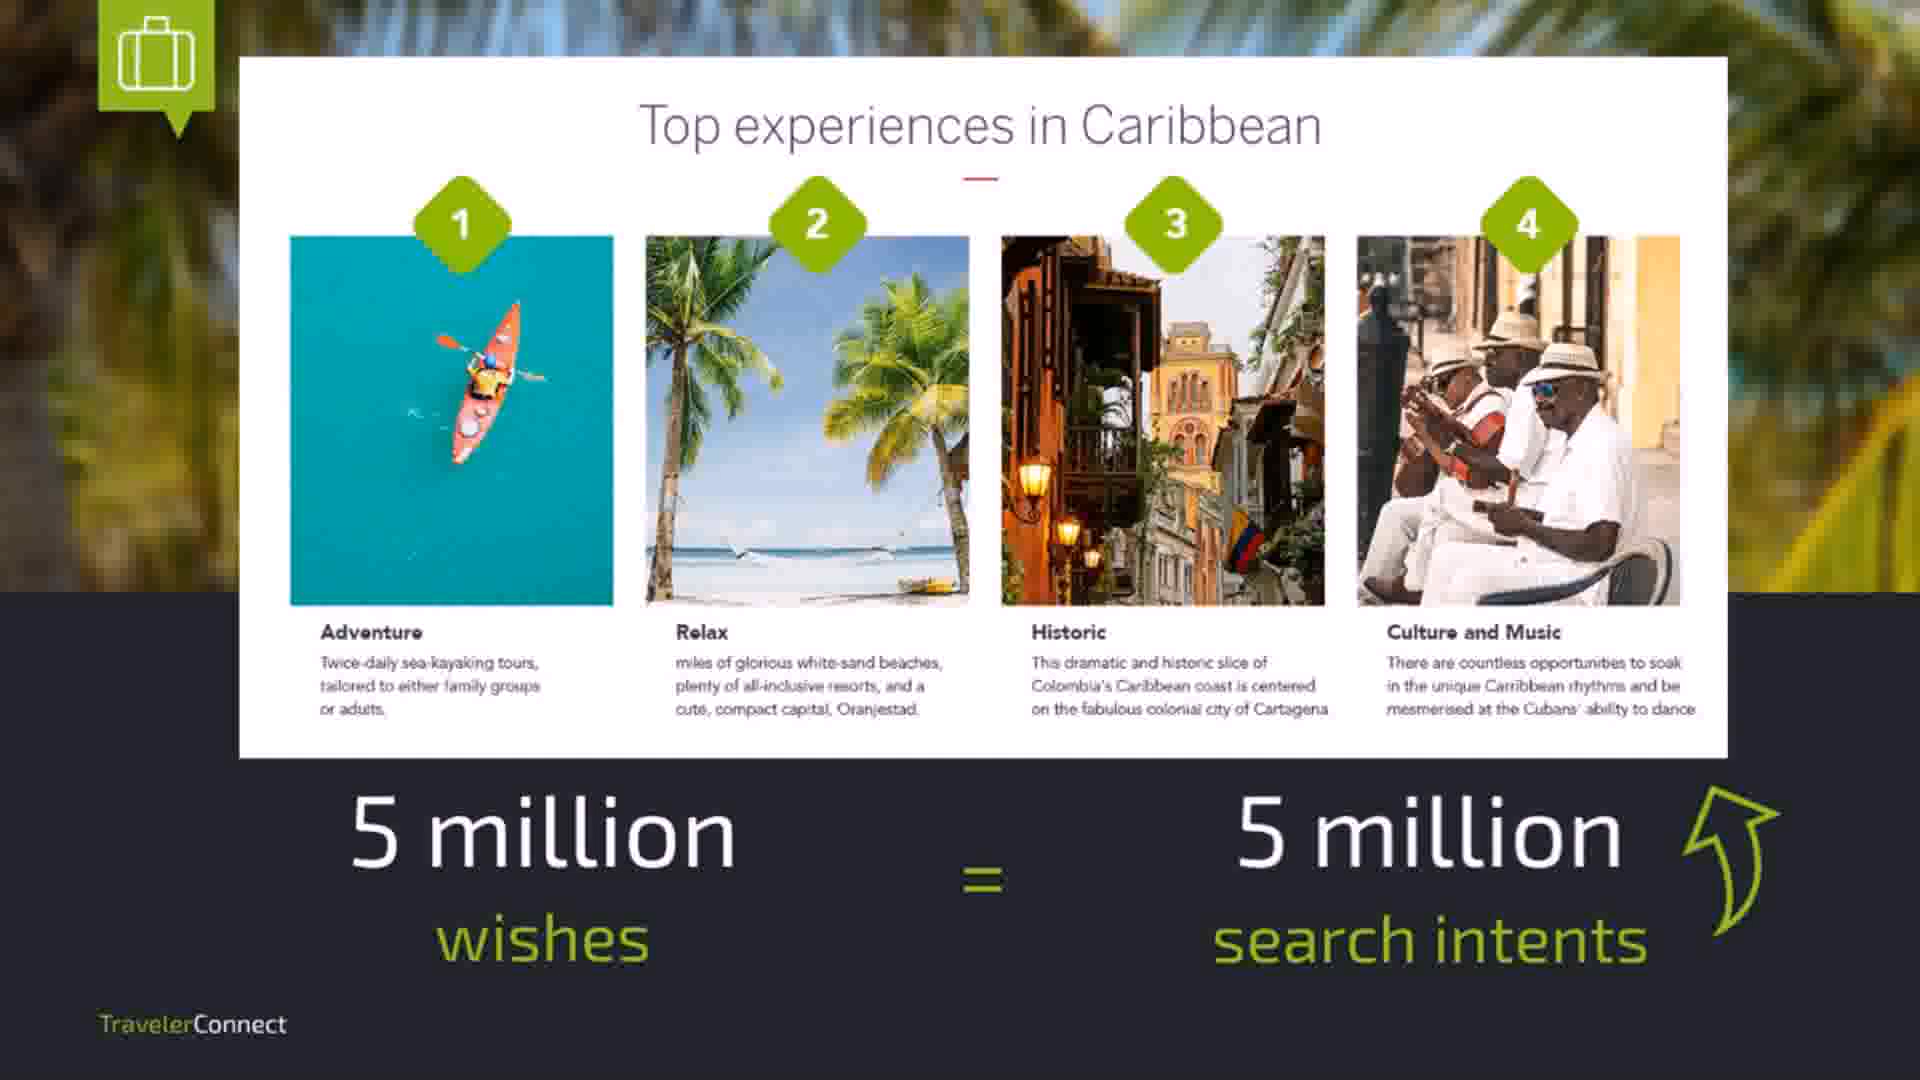 Top experiences in Caribbean
1
2
3
4
Adventure
Twice-daily sea-kayaking tours,
tailored to either family groups
or adults.
Relax
miles of glorious white-sand beaches,
plenty of all-inclusive resorts, and a
cute, compact capital, Oranjestad.
Historic
This dramatic and historic slice of
Colombia's Caribbean coast is centered
on the fabulous colonial city of Cartagena
Culture and Music
There are countless opportunities to soak
in the unique Carribbean rhythms and be
mesmerised at the Cubans' ability to dance
5 million
wishes
=
5 million
search intents
TravelerConnect